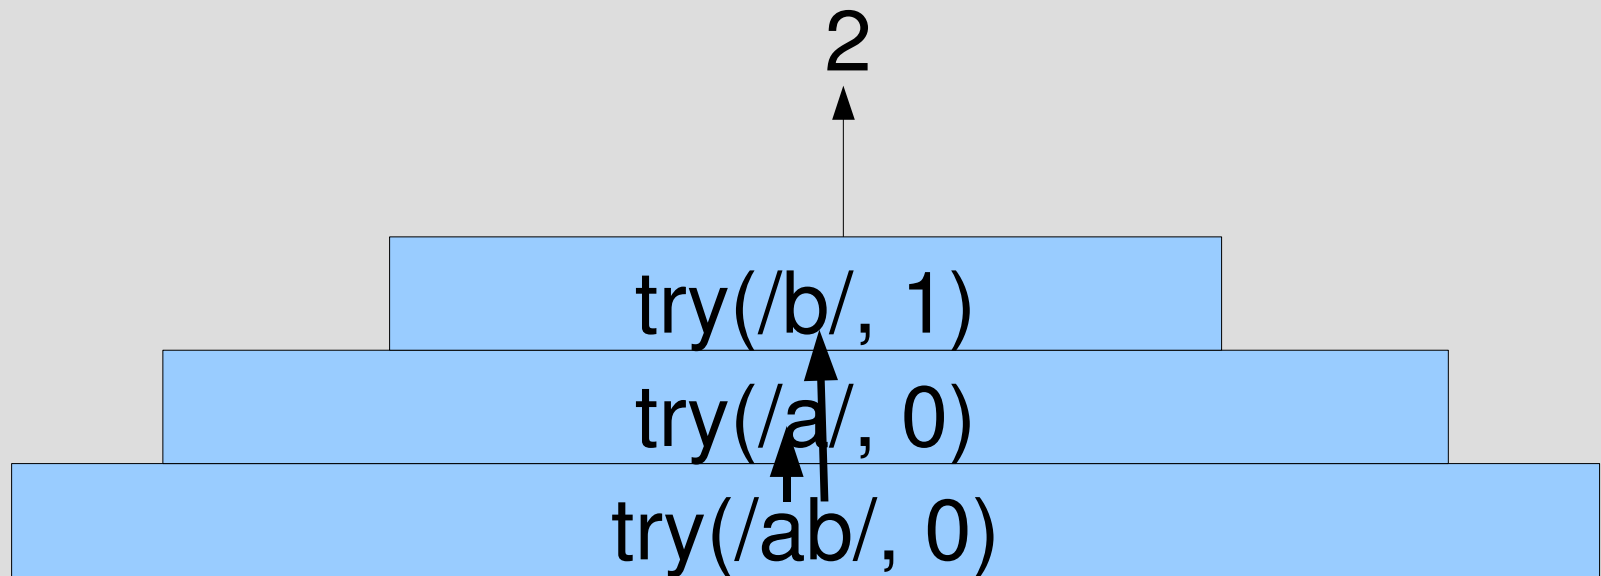 2
try(/b/, 1)
try(/a/, 0)
try(/ab/, 0)